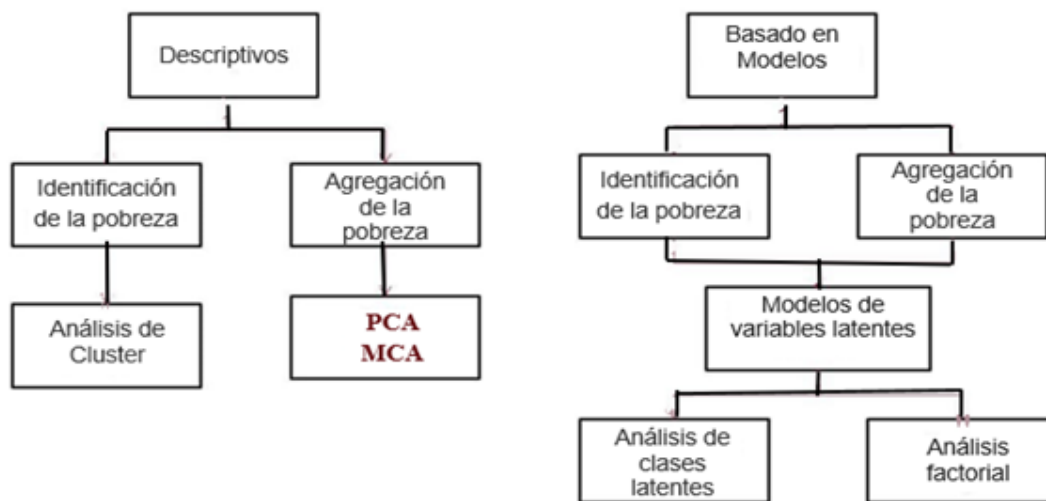 Descriptivos
Identificación
de la pobreza
Agregación
de la
pobreza
Análisis de
Cluster
PCA
MCA
Basado en
Modelos
Identificación
de la pobreza
Agregación
de la
pobreza
Modelos de
variables latentes
Análisis de
clases
latentes
Análisis
factorial